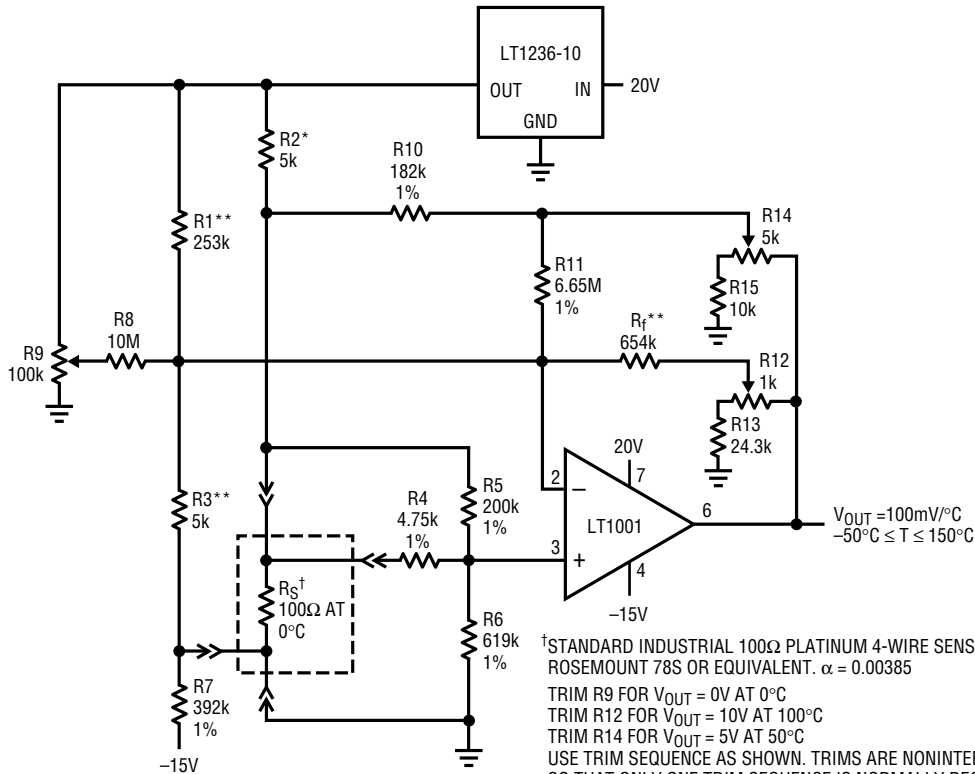 LT1236-10
OUT
IN
20V
GND
R2*
5k
R10
182k
1%
R14
5k
R1**
253k
R11
6.65M
1%
R15
10k
R8
10M
Rf**
654k
R9
100k
R12
1k
R13
24.3k
20V
7
R3**
5k
R5
200k
1%
R4
4.75k
1%
2
–
LT1001
6
3
+
4
VOUT =100mV/°C
–50°C ≤ T ≤ 150°C
–15V
RS†
100Ω AT
0°C
R6
619k
1%
R7
392k
1%
–15V
†STANDARD INDUSTRIAL 100Ω PLATINUM 4-WIRE SENS
ROSEMOUNT 78S OR EQUIVALENT. α = 0.00385
TRIM R9 FOR VOUT = 0V AT 0°C
TRIM R12 FOR VOUT = 10V AT 100°C
TRIM R14 FOR VOUT = 5V AT 50°C
USE TRIM SEQUENCE AS SHOWN. TRIMS ARE NONINTE